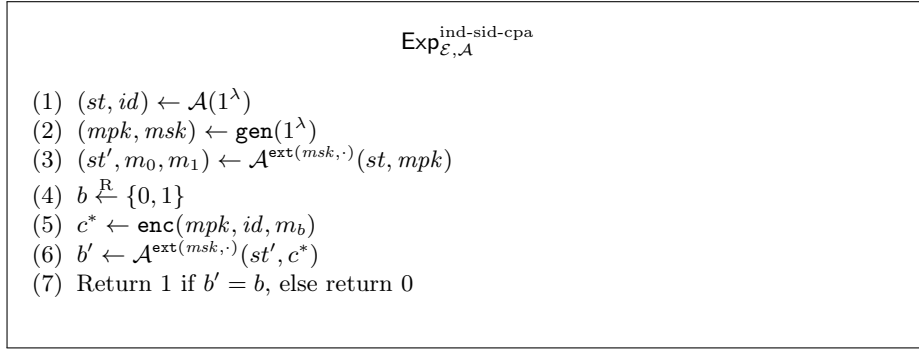 Exp^{ind-sid-cpa}_{ℰ,𝒜}
(1) (st, id) ← 𝒜(1^λ)
(2) (mpk, msk) ← gen(1^λ)
(3) (st′, m_0, m_1) ← 𝒜^{ext(msk,·)}(st, mpk)
(4) b ←^R {0, 1}
(5) c* ← enc(mpk, id, m_b)
(6) b′ ← 𝒜^{ext(msk,·)}(st′, c*)
(7) Return 1 if b′ = b, else return 0